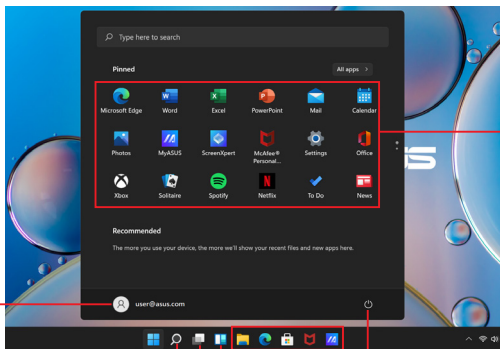 Type here to search
Pinned
All apps >
Microsoft Edge Word Excel PowerPoint Mail Calendar
Photos MyASUS ScreenXpert McAfee® Personal... Settings Office
Xbox Solitaire Spotify Netflix To Do News
Recommended
The more you use your device, the more we'll show your recent files and new apps here.
user@asus.com